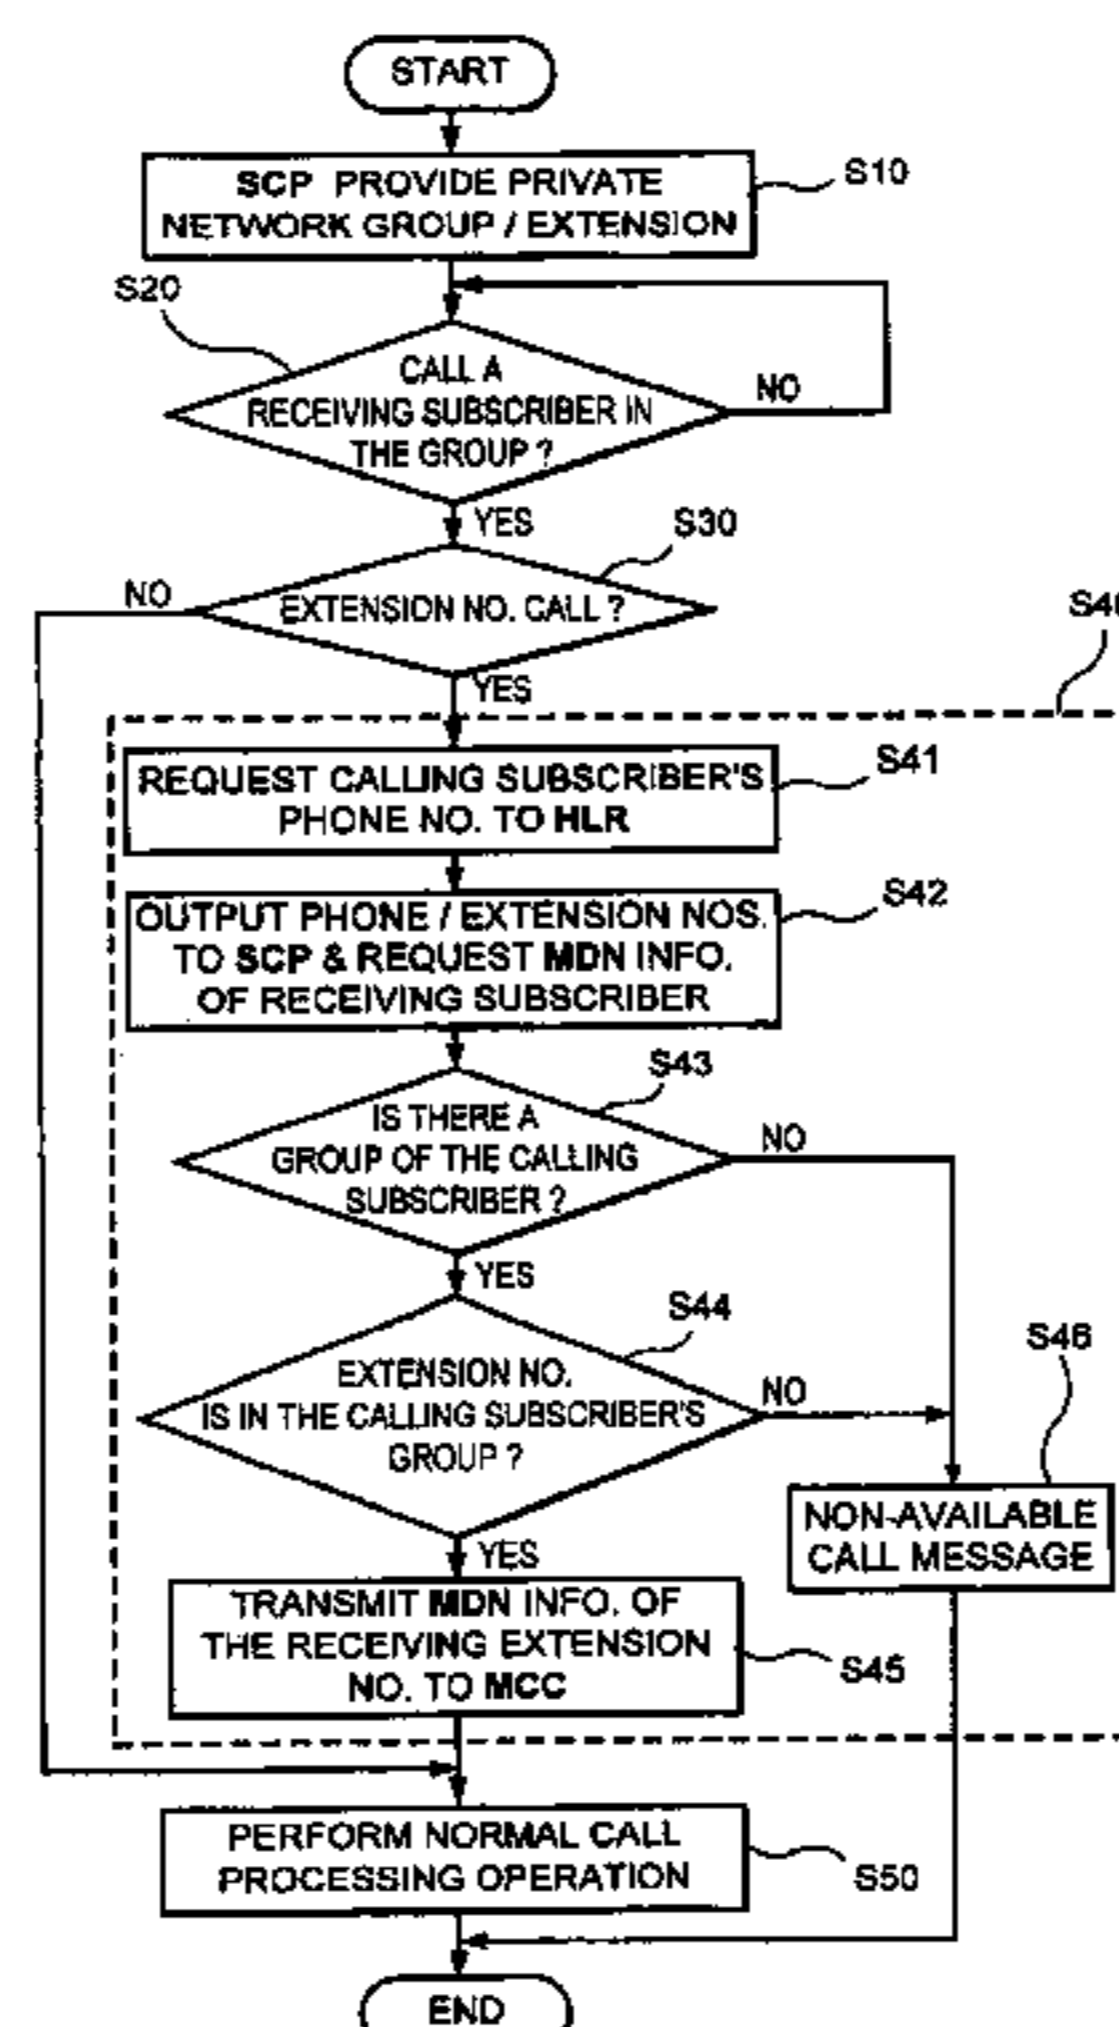 START
SCP PROVIDE PRIVATE
NETWORK GROUP / EXTENSION
S10
S20
CALL A
RECEIVING SUBSCRIBER IN
THE GROUP ?
NO
YES
S30
NO
EXTENSION NO. CALL ?
YES
S40
REQUEST CALLING SUBSCRIBER'S
PHONE NO. TO HLR
S41
OUTPUT PHONE / EXTENSION NOS.
TO SCP & REQUEST MDN INFO.
OF RECEIVING SUBSCRIBER
S42
S43
IS THERE A
GROUP OF THE CALLING
SUBSCRIBER ?
NO
YES
S44
EXTENSION NO.
IS IN THE CALLING SUBSCRIBER'S
GROUP ?
NO
S46
YES
NON-AVAILABLE
CALL MESSAGE
TRANSMIT MDN INFO. OF
THE RECEIVING EXTENSION
NO. TO MCC
S45
PERFORM NORMAL CALL
PROCESSING OPERATION
S50
END